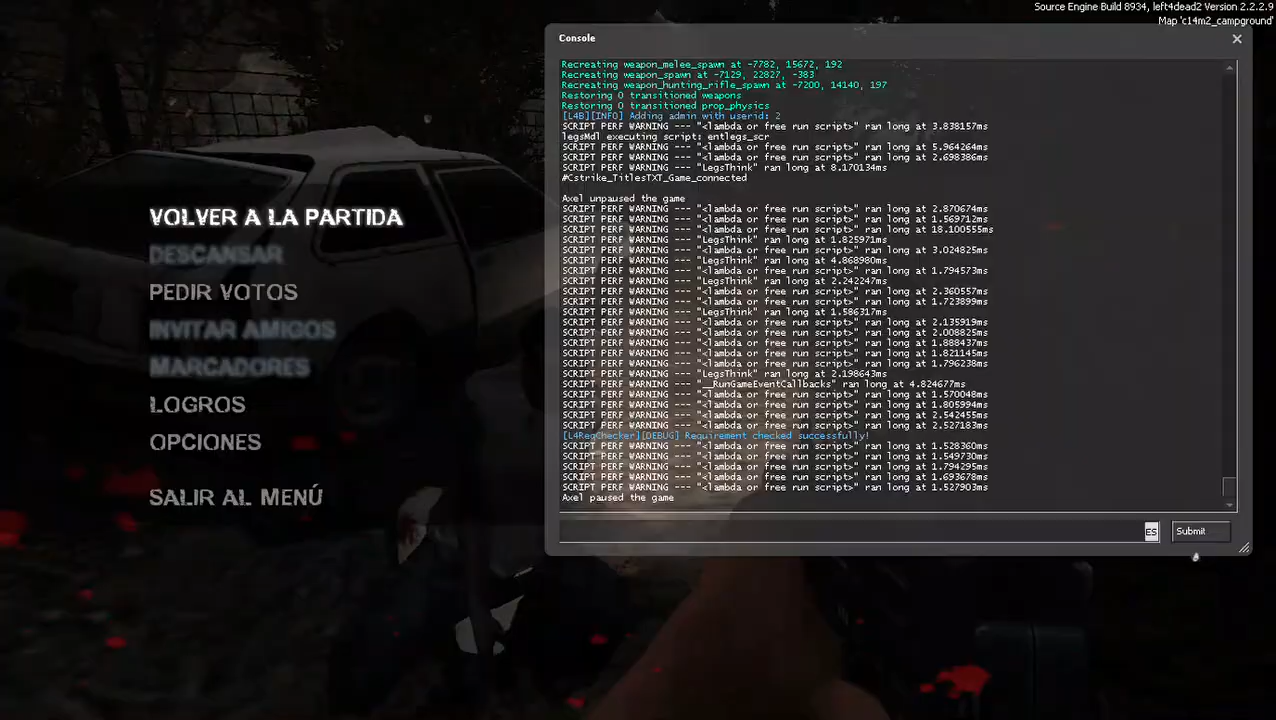 Source Engine Build 8934, left4dead2 Version 2.2.2.9
Map 'c14m2_campground'
Console
Recreating weapon_melee_spawn at -7782, 15672, 192
Recreating weapon_spawn at -7129, 22827, -383
Recreating weapon_hunting_rifle_spawn at -7200, 14140, 197
Restoring 0 transitioned weapons
Restoring 0 transitioned prop_physics
[L4B][INFO] Adding admin with userid: 2
SCRIPT PERF WARNING --- "<lambda or free run script>" ran long at 3.838157ms
legsMdl executing script: entlegs_scr
SCRIPT PERF WARNING --- "<lambda or free run script>" ran long at 5.964264ms
SCRIPT PERF WARNING --- "<lambda or free run script>" ran long at 2.698386ms
SCRIPT PERF WARNING --- "LegsThink" ran long at 8.170134ms
#Cstrike_TitlesTXT_Game_connected
Axel unpaused the game
SCRIPT PERF WARNING --- "<lambda or free run script>" ran long at 2.870674ms
SCRIPT PERF WARNING --- "<lambda or free run script>" ran long at 1.569712ms
SCRIPT PERF WARNING --- "<lambda or free run script>" ran long at 18.100555ms
SCRIPT PERF WARNING --- "LegsThink" ran long at 1.825971ms
SCRIPT PERF WARNING --- "<lambda or free run script>" ran long at 3.024825ms
SCRIPT PERF WARNING --- "LegsThink" ran long at 4.868980ms
SCRIPT PERF WARNING --- "<lambda or free run script>" ran long at 1.794573ms
SCRIPT PERF WARNING --- "LegsThink" ran long at 2.242247ms
SCRIPT PERF WARNING --- "<lambda or free run script>" ran long at 2.360557ms
SCRIPT PERF WARNING --- "<lambda or free run script>" ran long at 1.723899ms
SCRIPT PERF WARNING --- "LegsThink" ran long at 1.586317ms
SCRIPT PERF WARNING --- "<lambda or free run script>" ran long at 2.135919ms
SCRIPT PERF WARNING --- "<lambda or free run script>" ran long at 2.008825ms
SCRIPT PERF WARNING --- "<lambda or free run script>" ran long at 1.888437ms
SCRIPT PERF WARNING --- "<lambda or free run script>" ran long at 1.821145ms
SCRIPT PERF WARNING --- "<lambda or free run script>" ran long at 1.796238ms
SCRIPT PERF WARNING --- "LegsThink" ran long at 2.198643ms
SCRIPT PERF WARNING --- "__RunGameEventCallbacks" ran long at 4.824677ms
SCRIPT PERF WARNING --- "<lambda or free run script>" ran long at 1.570048ms
SCRIPT PERF WARNING --- "<lambda or free run script>" ran long at 1.805994ms
SCRIPT PERF WARNING --- "<lambda or free run script>" ran long at 2.542455ms
SCRIPT PERF WARNING --- "<lambda or free run script>" ran long at 2.527183ms
[L4ReqChecker][DEBUG] Requirement checked successfully!
SCRIPT PERF WARNING --- "<lambda or free run script>" ran long at 1.528360ms
SCRIPT PERF WARNING --- "<lambda or free run script>" ran long at 1.549730ms
SCRIPT PERF WARNING --- "<lambda or free run script>" ran long at 1.794295ms
SCRIPT PERF WARNING --- "<lambda or free run script>" ran long at 1.693678ms
SCRIPT PERF WARNING --- "<lambda or free run script>" ran long at 1.527903ms
Axel paused the game
ES
Submit
VOLVER A LA PARTIDA
DESCANSAR
PEDIR VOTOS
INVITAR AMIGOS
MARCADORES
LOGROS
OPCIONES
SALIR AL MENÚ